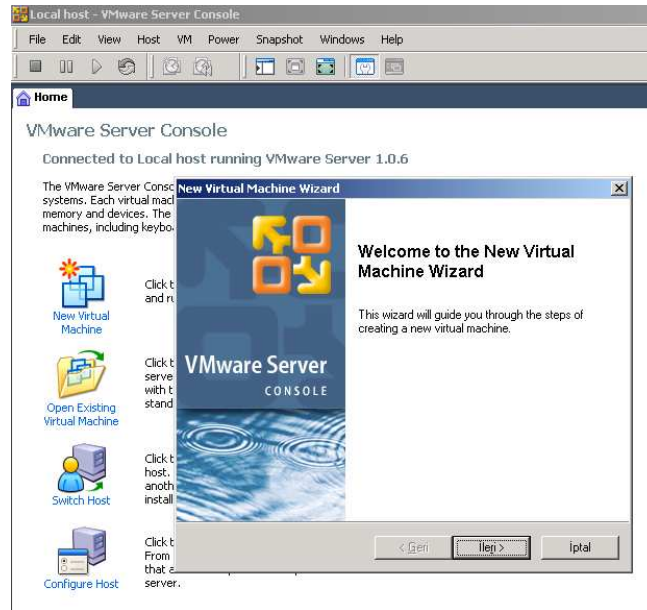 Local host - VMware Server Console
File Edit View Host VM Power Snapshot Windows Help
Home
VMware Server Console
Connected to Local host running VMware Server 1.0.6
The VMware Server Consc
systems. Each virtual macl
memory and devices. The
machines, including keybo
New Virtual Machine Wizard
Welcome to the New Virtual
Machine Wizard
This wizard will guide you through the steps of
creating a new virtual machine.
VMware Server
CONSOLE
< Geri
İleri >
İptal
New Virtual
Machine
Click t
and ru
Open Existing
Virtual Machine
Click t
serve
with t
stand
Switch Host
Click t
host.
anoth
install
Configure Host
Click t
From
that a
server.